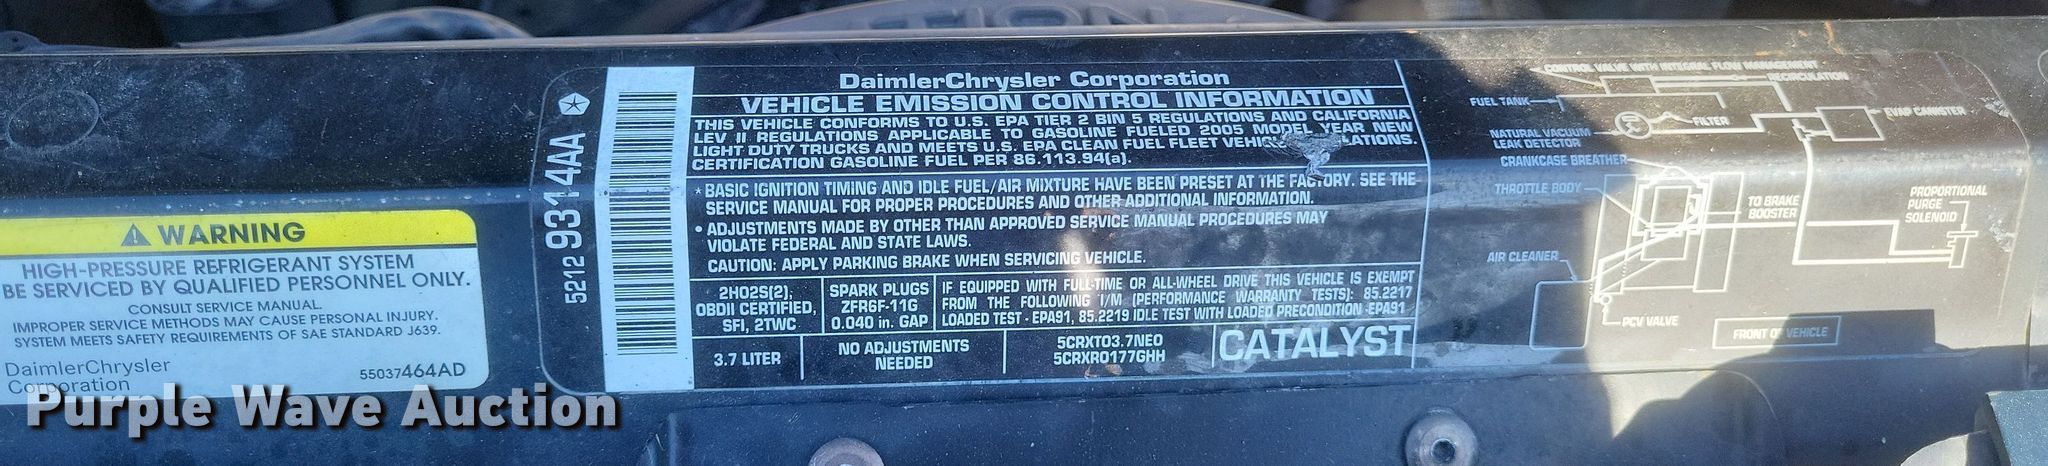 WARNING
HIGH-PRESSURE REFRIGERANT SYSTEM
BE SERVICED BY QUALIFIED PERSONNEL ONLY.
CONSULT SERVICE MANUAL.
IMPROPER SERVICE METHODS MAY CAUSE PERSONAL INJURY.
SYSTEM MEETS SAFETY REQUIREMENTS OF SAE STANDARD J639.
DaimlerChrysler
Corporation
55037464AD
5212 9314AA
DaimlerChrysler Corporation
VEHICLE EMISSION CONTROL INFORMATION
THIS VEHICLE CONFORMS TO U.S. EPA TIER 2 BIN 5 REGULATIONS AND CALIFORNIA
LEV II REGULATIONS APPLICABLE TO GASOLINE FUELED 2005 MODEL YEAR NEW
LIGHT DUTY TRUCKS AND MEETS U.S. EPA CLEAN FUEL FLEET
CERTIFICATION GASOLINE FUEL PER 86.113.94(a).
* BASIC IGNITION TIMING AND IDLE FUEL/AIR MIXTURE HAVE BEEN PRESET AT THE FACTORY. SEE THE
SERVICE MANUAL FOR PROPER PROCEDURES AND OTHER ADDITIONAL INFORMATION.
• ADJUSTMENTS MADE BY OTHER THAN APPROVED SERVICE MANUAL PROCEDURES MAY
VIOLATE FEDERAL AND STATE LAWS.
CAUTION: APPLY PARKING BRAKE WHEN SERVICING VEHICLE.
2HO2S(2),
OBDII CERTIFIED,
SFI, 2TWC
SPARK PLUGS
ZFR6F-11G
0.040 in. GAP
IF EQUIPPED WITH FULL-TIME OR ALL-WHEEL DRIVE THIS VEHICLE IS EXEMPT
FROM THE FOLLOWING I/M (PERFORMANCE WARRANTY TESTS): 85.2217
LOADED TEST - EPA91, 85.2219 IDLE TEST WITH LOADED PRECONDITION -EPA91
3.7 LITER
NO ADJUSTMENTS
NEEDED
5CRXT03.7NEO
5CRXR0177GHH
CATALYST
CONTROL VALVE WITH INTEGRAL FLOW MANAGEMENT
RECIRCULATION
FUEL TANK
FILTER
EVAP CANISTER
NATURAL VACUUM
LEAK DETECTOR
CRANKCASE BREATHER
THROTTLE BODY
TO BRAKE
BOOSTER
PROPORTIONAL
PURGE
SOLENOID
AIR CLEANER
PCV VALVE
FRONT OF VEHICLE
Purple Wave Auction